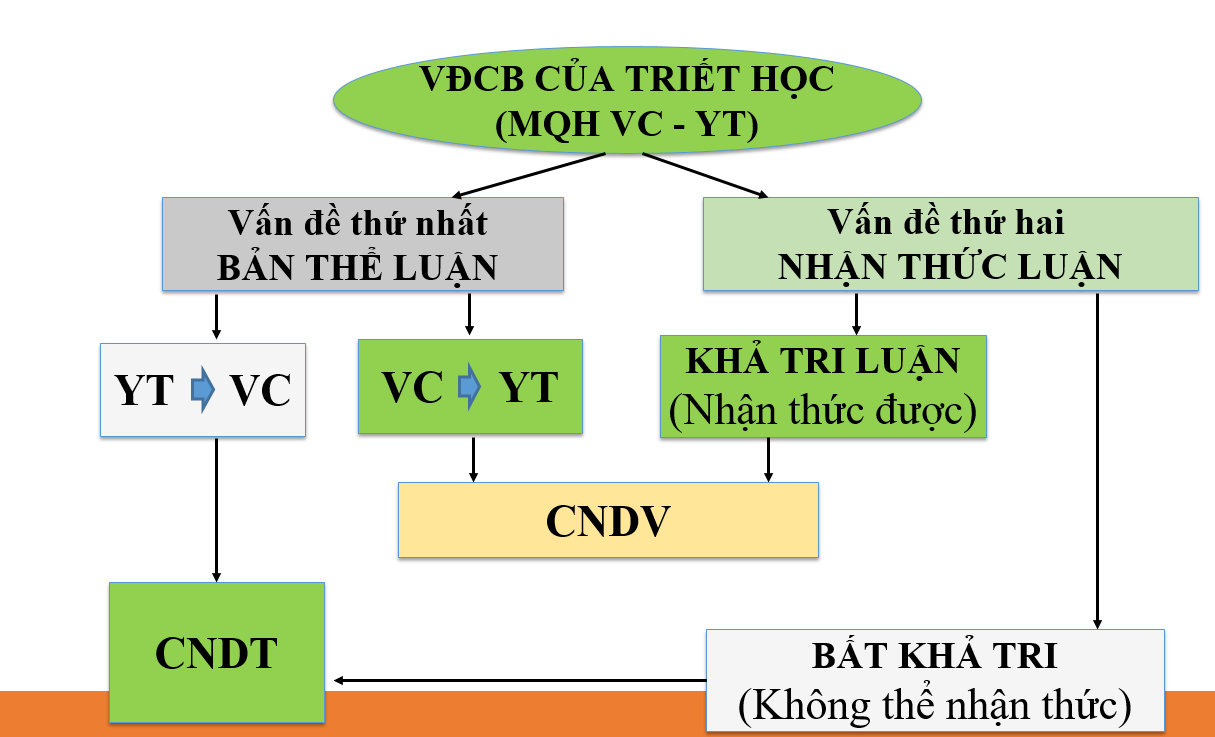 VĐCB CỦA TRIẾT HỌC
(MQH VC - YT)
Vấn đề thứ nhất
BẢN THỂ LUẬN
Vấn đề thứ hai
NHẬN THỨC LUẬN
YT VC
VC YT
KHẢ TRI LUẬN
(Nhận thức được)
CNDV
CNDT
BẤT KHẢ TRI
(Không thể nhận thức)